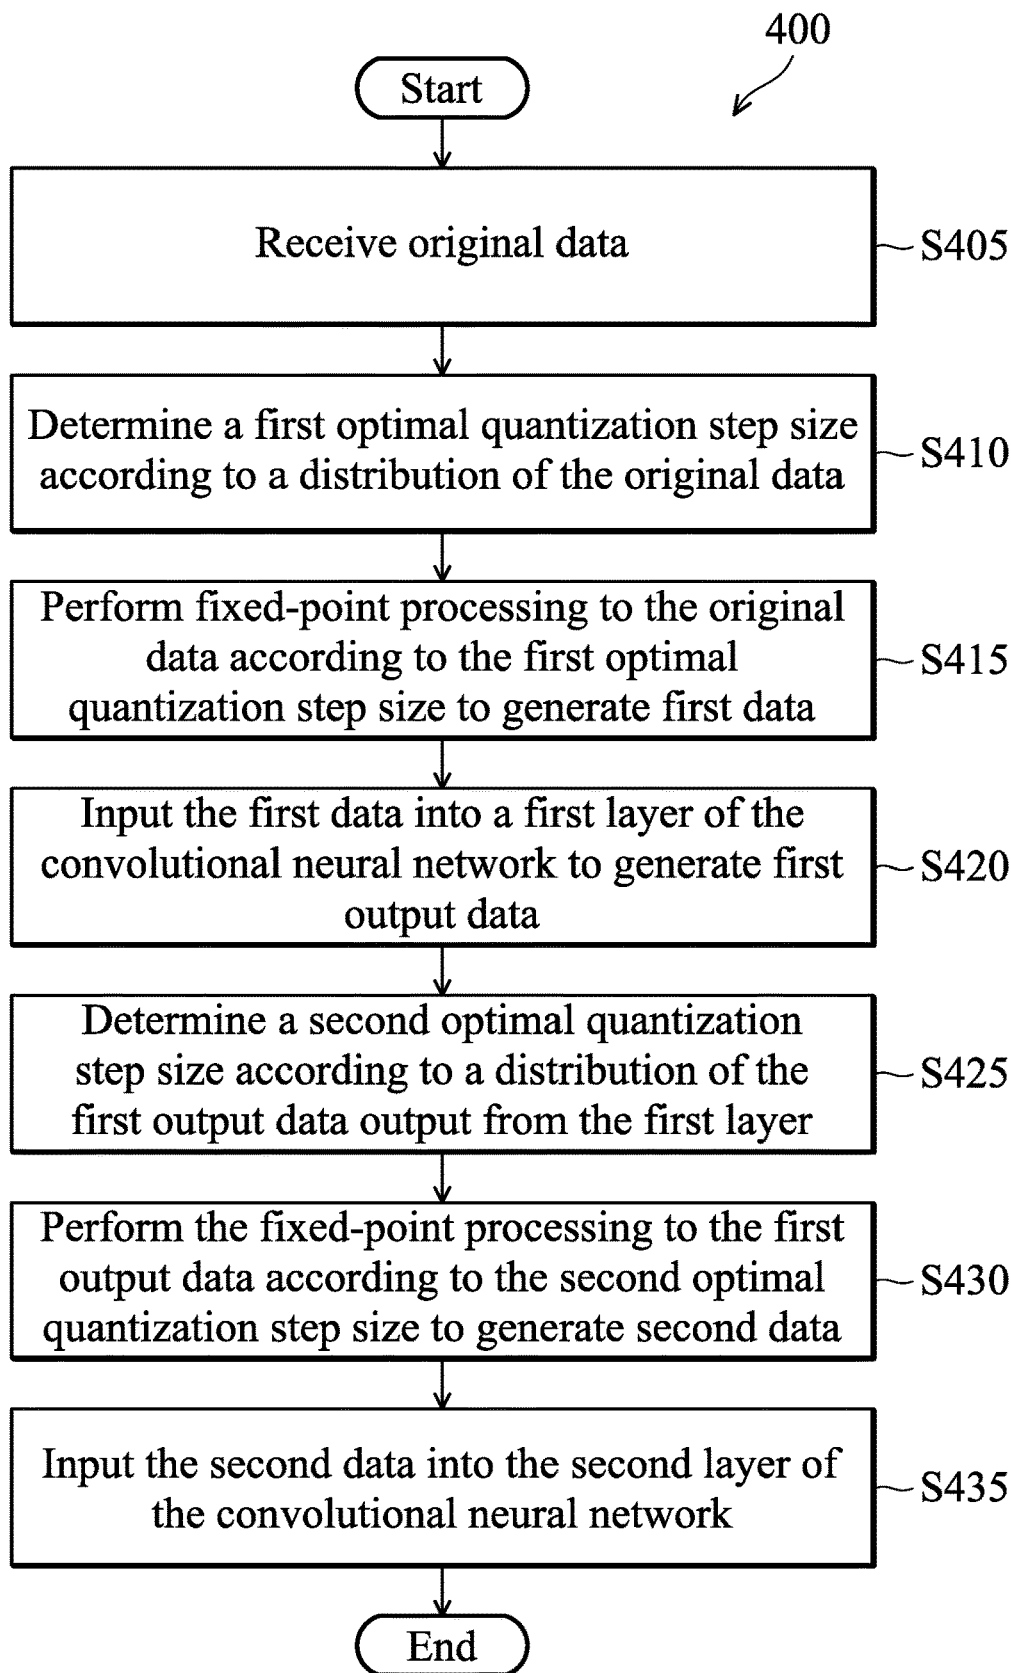 400
Start
Receive original data
S405
Determine a first optimal quantization step size
according to a distribution of the original data
S410
Perform fixed-point processing to the original
data according to the first optimal
quantization step size to generate first data
S415
Input the first data into a first layer of the
convolutional neural network to generate first
output data
S420
Determine a second optimal quantization
step size according to a distribution of the
first output data output from the first layer
S425
Perform the fixed-point processing to the first
output data according to the second optimal
quantization step size to generate second data
S430
Input the second data into the second layer of
the convolutional neural network
S435
End